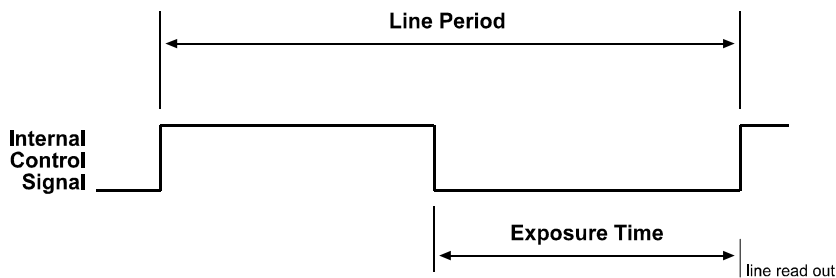 Line Period
Internal
Control
Signal
Exposure Time
line read out